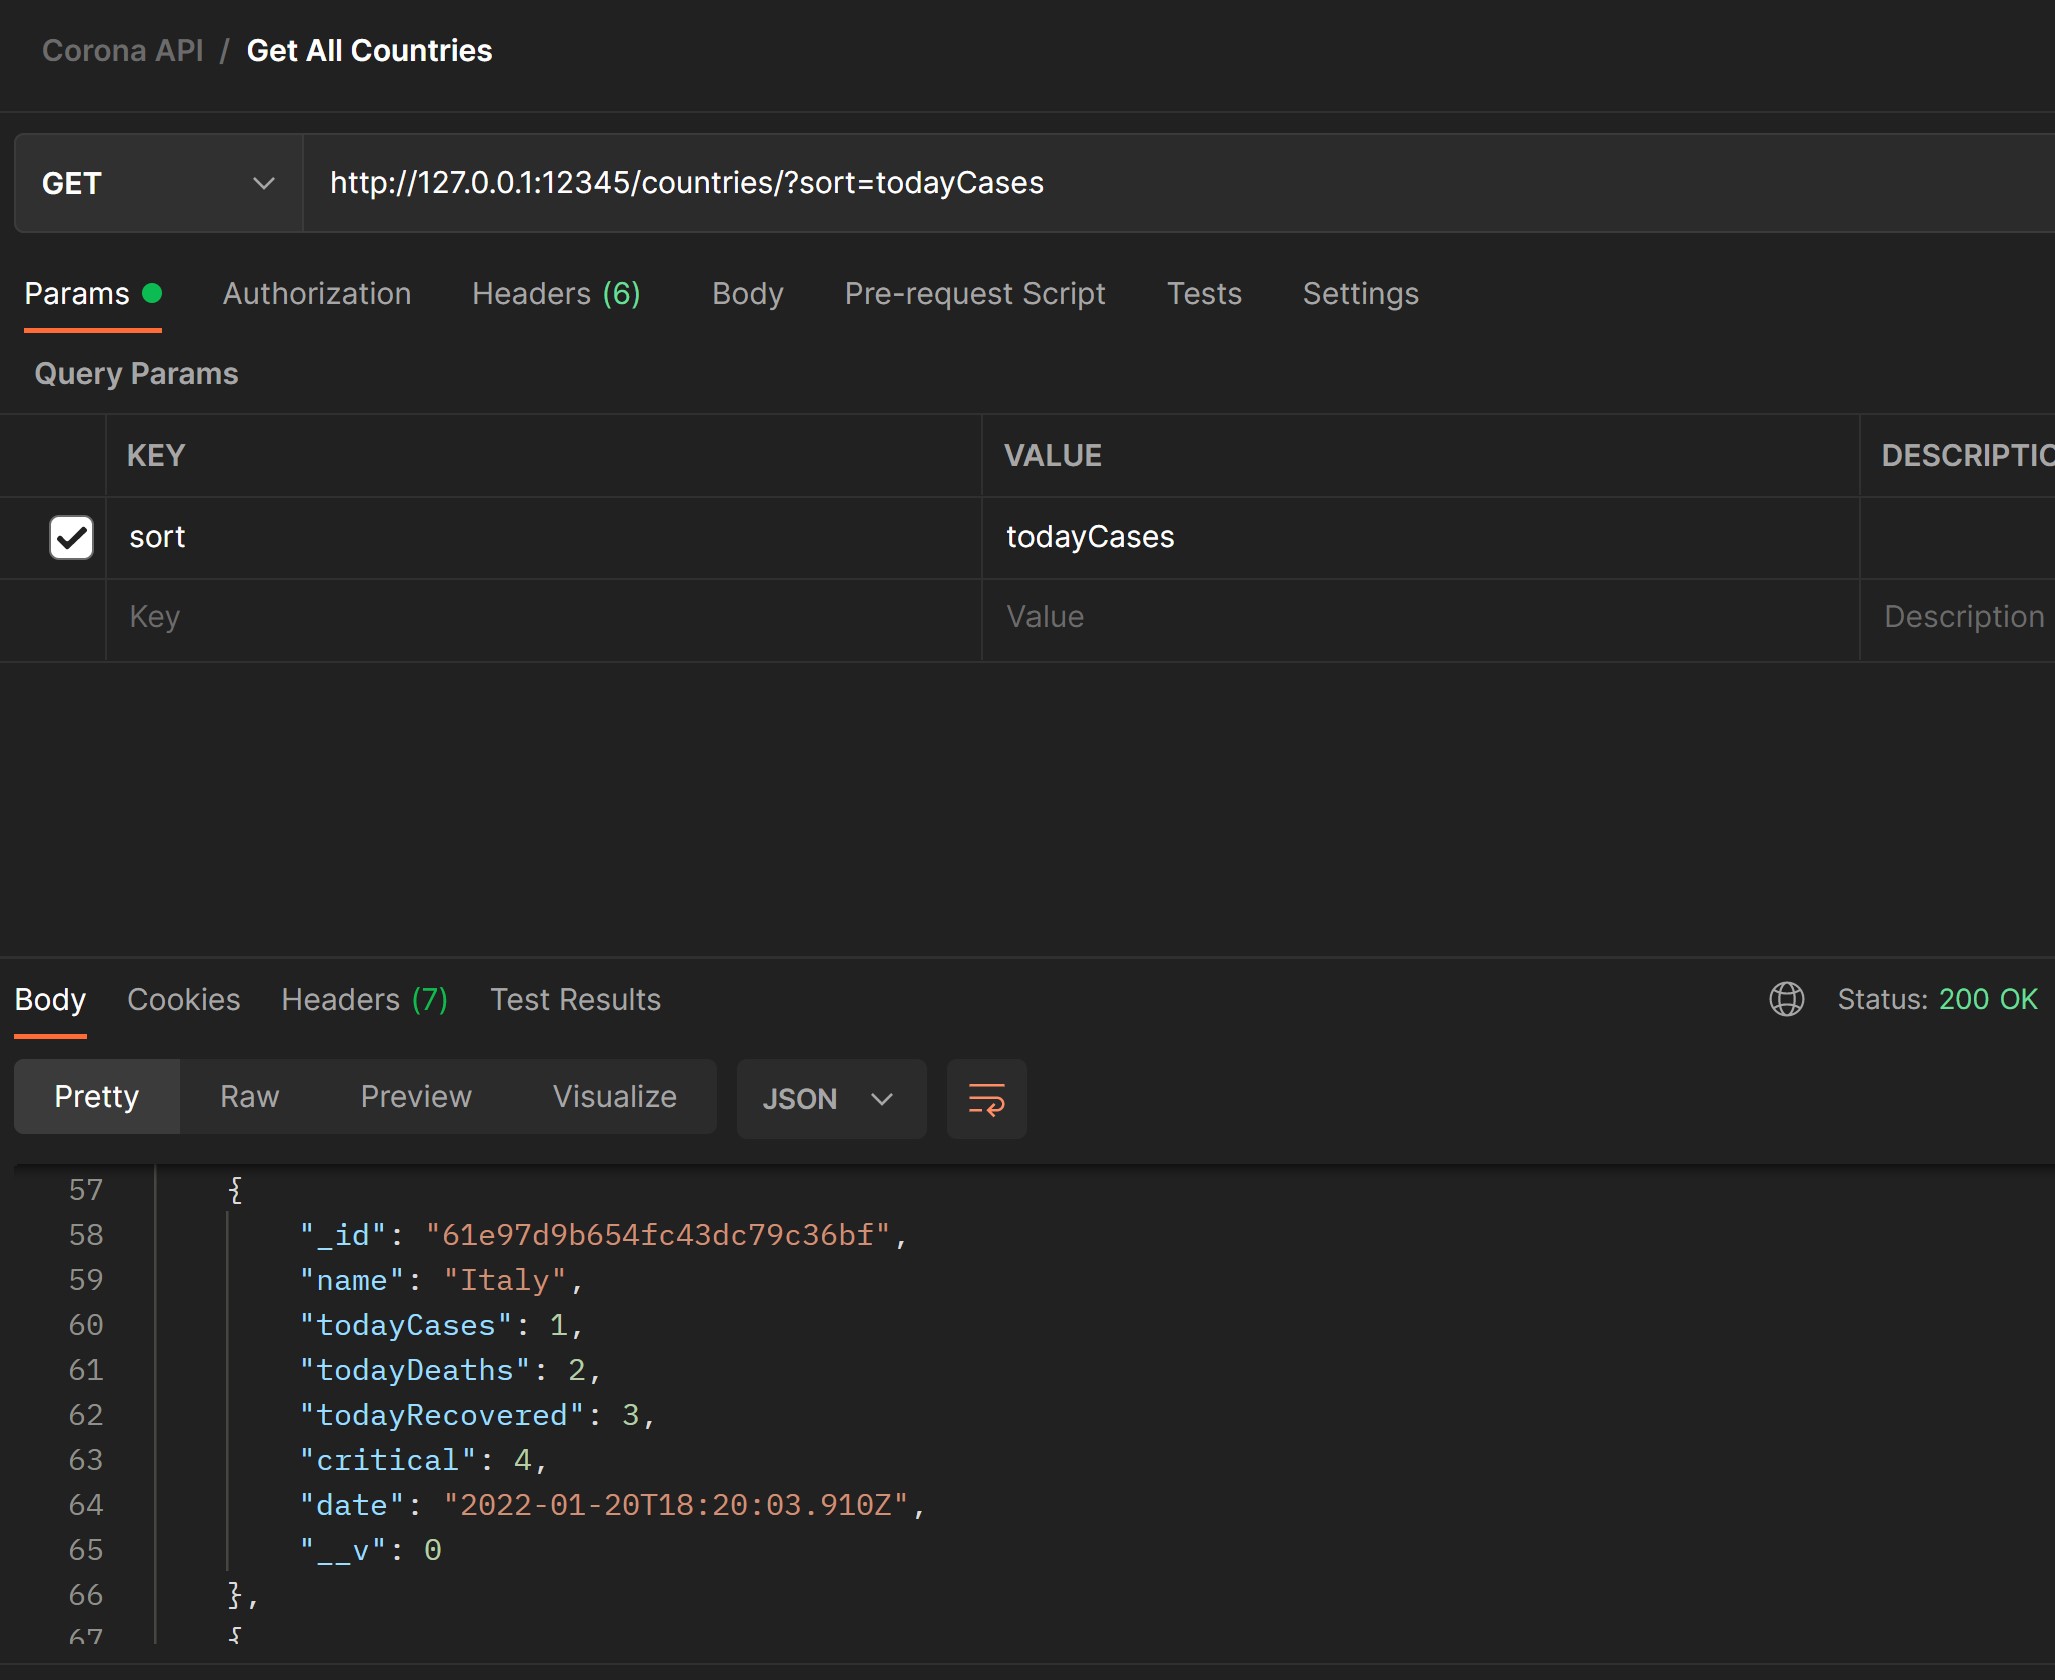 Corona API / Get All Countries
GET http://127.0.0.1:12345/countries/?sort=todayCases
Params Authorization Headers (6) Body Pre-request Script Tests Settings
Query Params
KEY VALUE DESCRIPTIO
sort todayCases
Key Value Description
Body Cookies Headers (7) Test Results Status: 200 OK
Pretty Raw Preview Visualize JSON
57 {
58 "_id": "61e97d9b654fc43dc79c36bf",
59 "name": "Italy",
60 "todayCases": 1,
61 "todayDeaths": 2,
62 "todayRecovered": 3,
63 "critical": 4,
64 "date": "2022-01-20T18:20:03.910Z",
65 "__v": 0
66 },
67 {